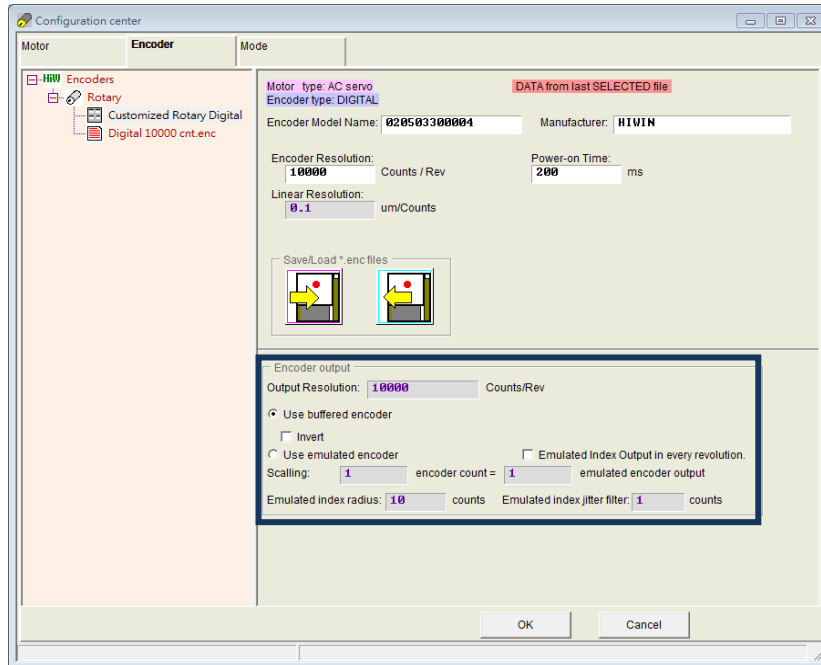 Configuration center
Motor Encoder Mode
HiW Encoders
Rotary
Customized Rotary Digital
Digital 10000 cnt.enc
Motor type: AC servo DATA from last SELECTED file
Encoder type: DIGITAL
Encoder Model Name: 020503300004 Manufacturer: HIWIN
Encoder Resolution: Power-on Time:
10000 Counts / Rev 200 ms
Linear Resolution:
0.1 um/Counts
Save/Load *.enc files
Encoder output
Output Resolution: 10000 Counts/Rev
Use buffered encoder
Invert
Use emulated encoder Emulated Index Output in every revolution.
Scalling: 1 encoder count = 1 emulated encoder output
Emulated index radius: 10 counts Emulated index jitter filter: 1 counts
OK Cancel